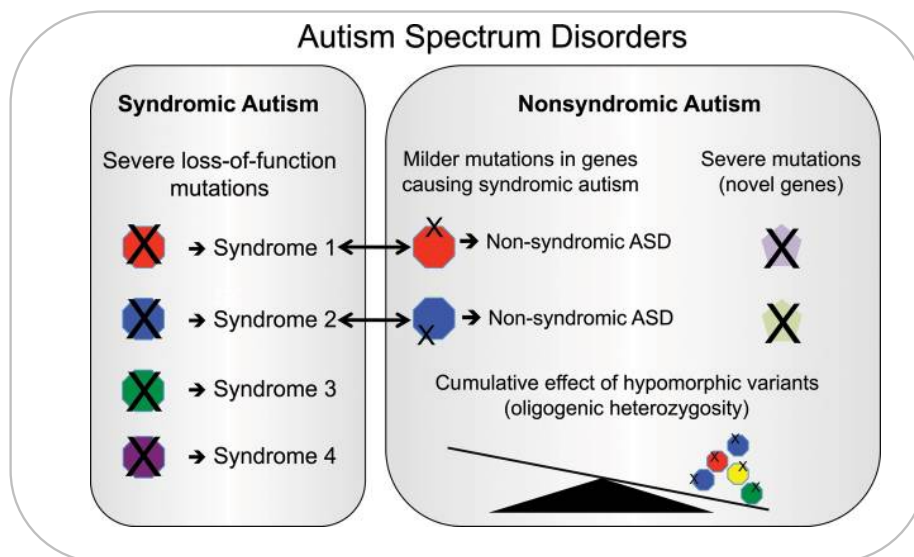 Autism Spectrum Disorders
Syndromic Autism
Severe loss-of-function
mutations
X ➔ Syndrome 1
X ➔ Syndrome 2
X ➔ Syndrome 3
X ➔ Syndrome 4
Nonsyndromic Autism
Milder mutations in genes
causing syndromic autism
X ➔ Non-syndromic ASD
X ➔ Non-syndromic ASD
Severe mutations
(novel genes)
X
X
Cumulative effect of hypomorphic variants
(oligogenic heterozygosity)
X
X
X
X
X